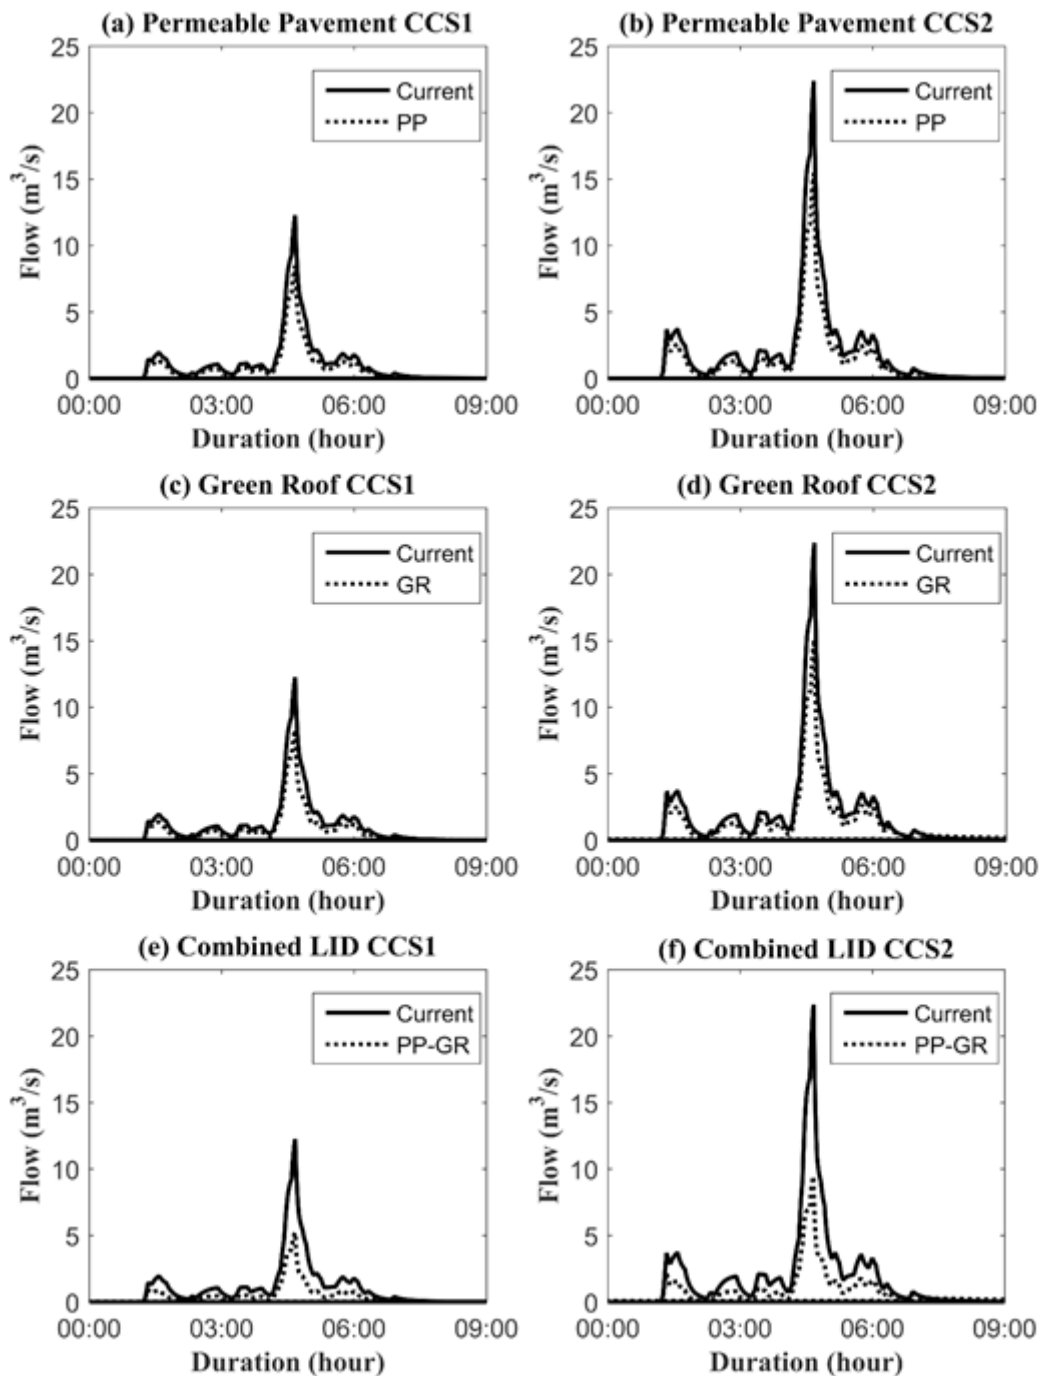 (a) Permeable Pavement CCS1
25
20
15
10
5
0
Flow (m³/s)
Current
PP
00:00 03:00 06:00 09:00
Duration (hour)
(b) Permeable Pavement CCS2
25
20
15
10
5
0
Flow (m³/s)
Current
PP
00:00 03:00 06:00 09:00
Duration (hour)
(c) Green Roof CCS1
25
20
15
10
5
0
Flow (m³/s)
Current
GR
00:00 03:00 06:00 09:00
Duration (hour)
(d) Green Roof CCS2
25
20
15
10
5
0
Flow (m³/s)
Current
GR
00:00 03:00 06:00 09:00
Duration (hour)
(e) Combined LID CCS1
25
20
15
10
5
0
Flow (m³/s)
Current
PP-GR
00:00 03:00 06:00 09:00
Duration (hour)
(f) Combined LID CCS2
25
20
15
10
5
0
Flow (m³/s)
Current
PP-GR
00:00 03:00 06:00 09:00
Duration (hour)